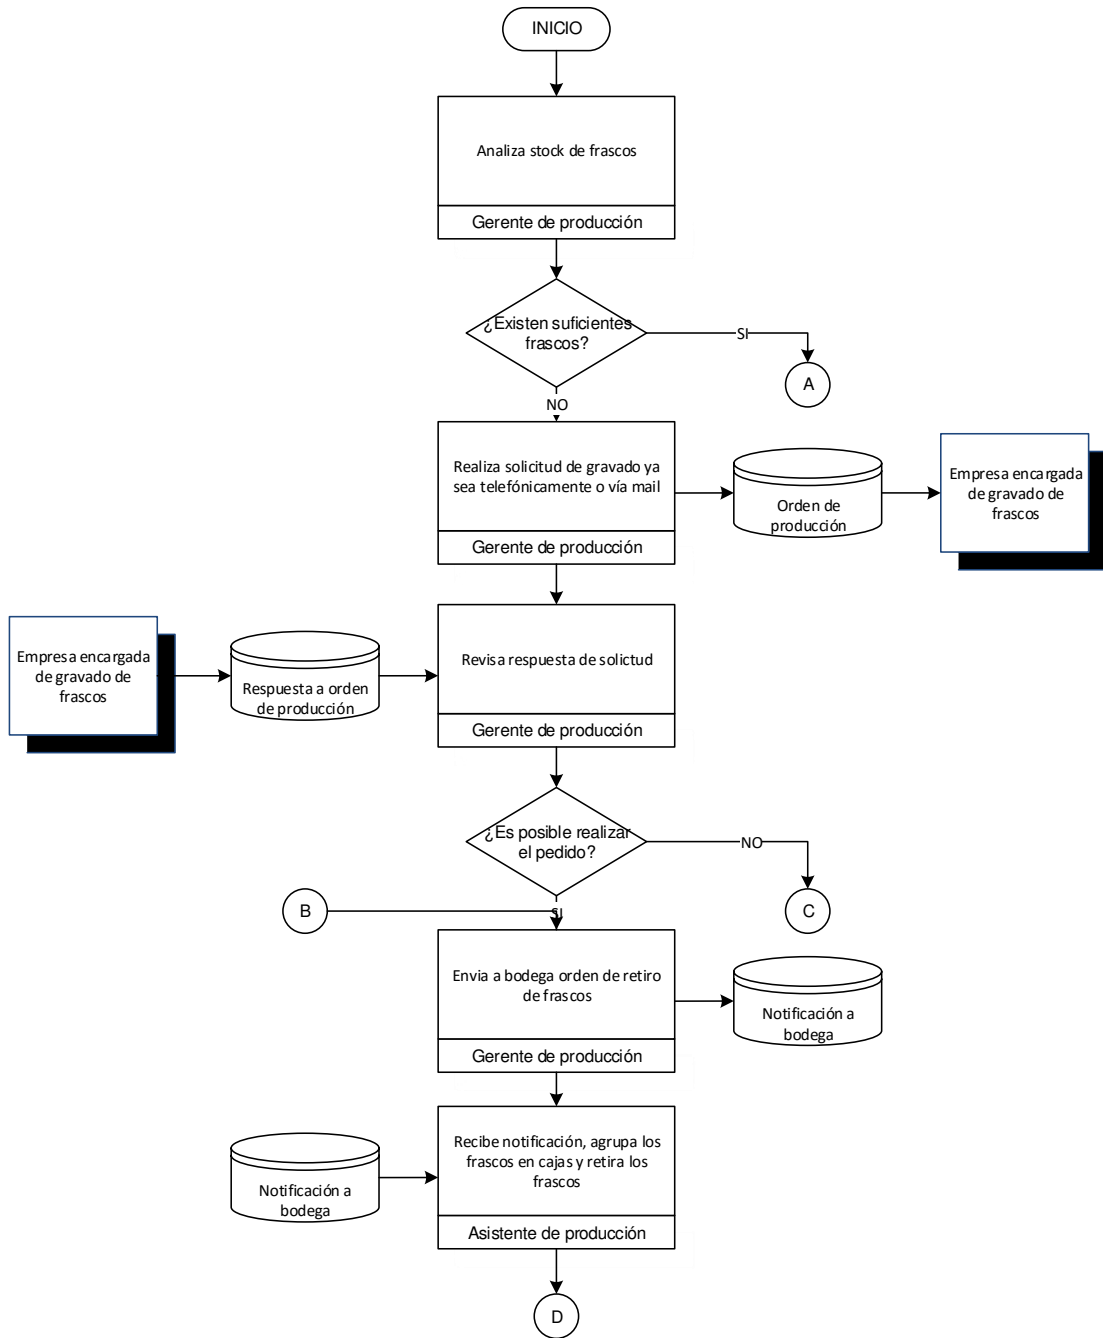 INICIO
Analiza stock de frascos
Gerente de producción
¿Existen suficientes
frascos?
SI
A
NO
Realiza solicitud de gravado ya
sea telefónicamente o vía mail
Gerente de producción
Orden de
producción
Empresa encargada
de gravado de
frascos
Empresa encargada
de gravado de
frascos
Respuesta a orden
de producción
Revisa respuesta de solictud
Gerente de producción
¿Es posible realizar
el pedido?
NO
B
SI
C
Envia a bodega orden de retiro
de frascos
Gerente de producción
Notificación a
bodega
Notificación a
bodega
Recibe notificación, agrupa los
frascos en cajas y retira los
frascos
Asistente de producción
D